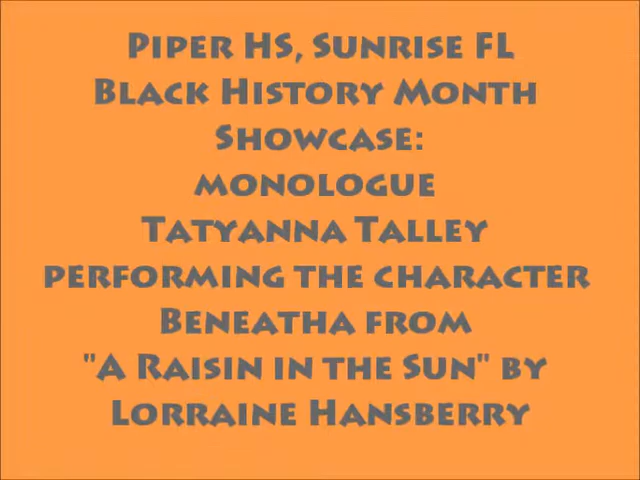 Piper HS, Sunrise FL
Black History Month
Showcase:
monologue
Tatyanna Talley
performing the character
Beneatha from
"A Raisin in the Sun" by
Lorraine Hansberry